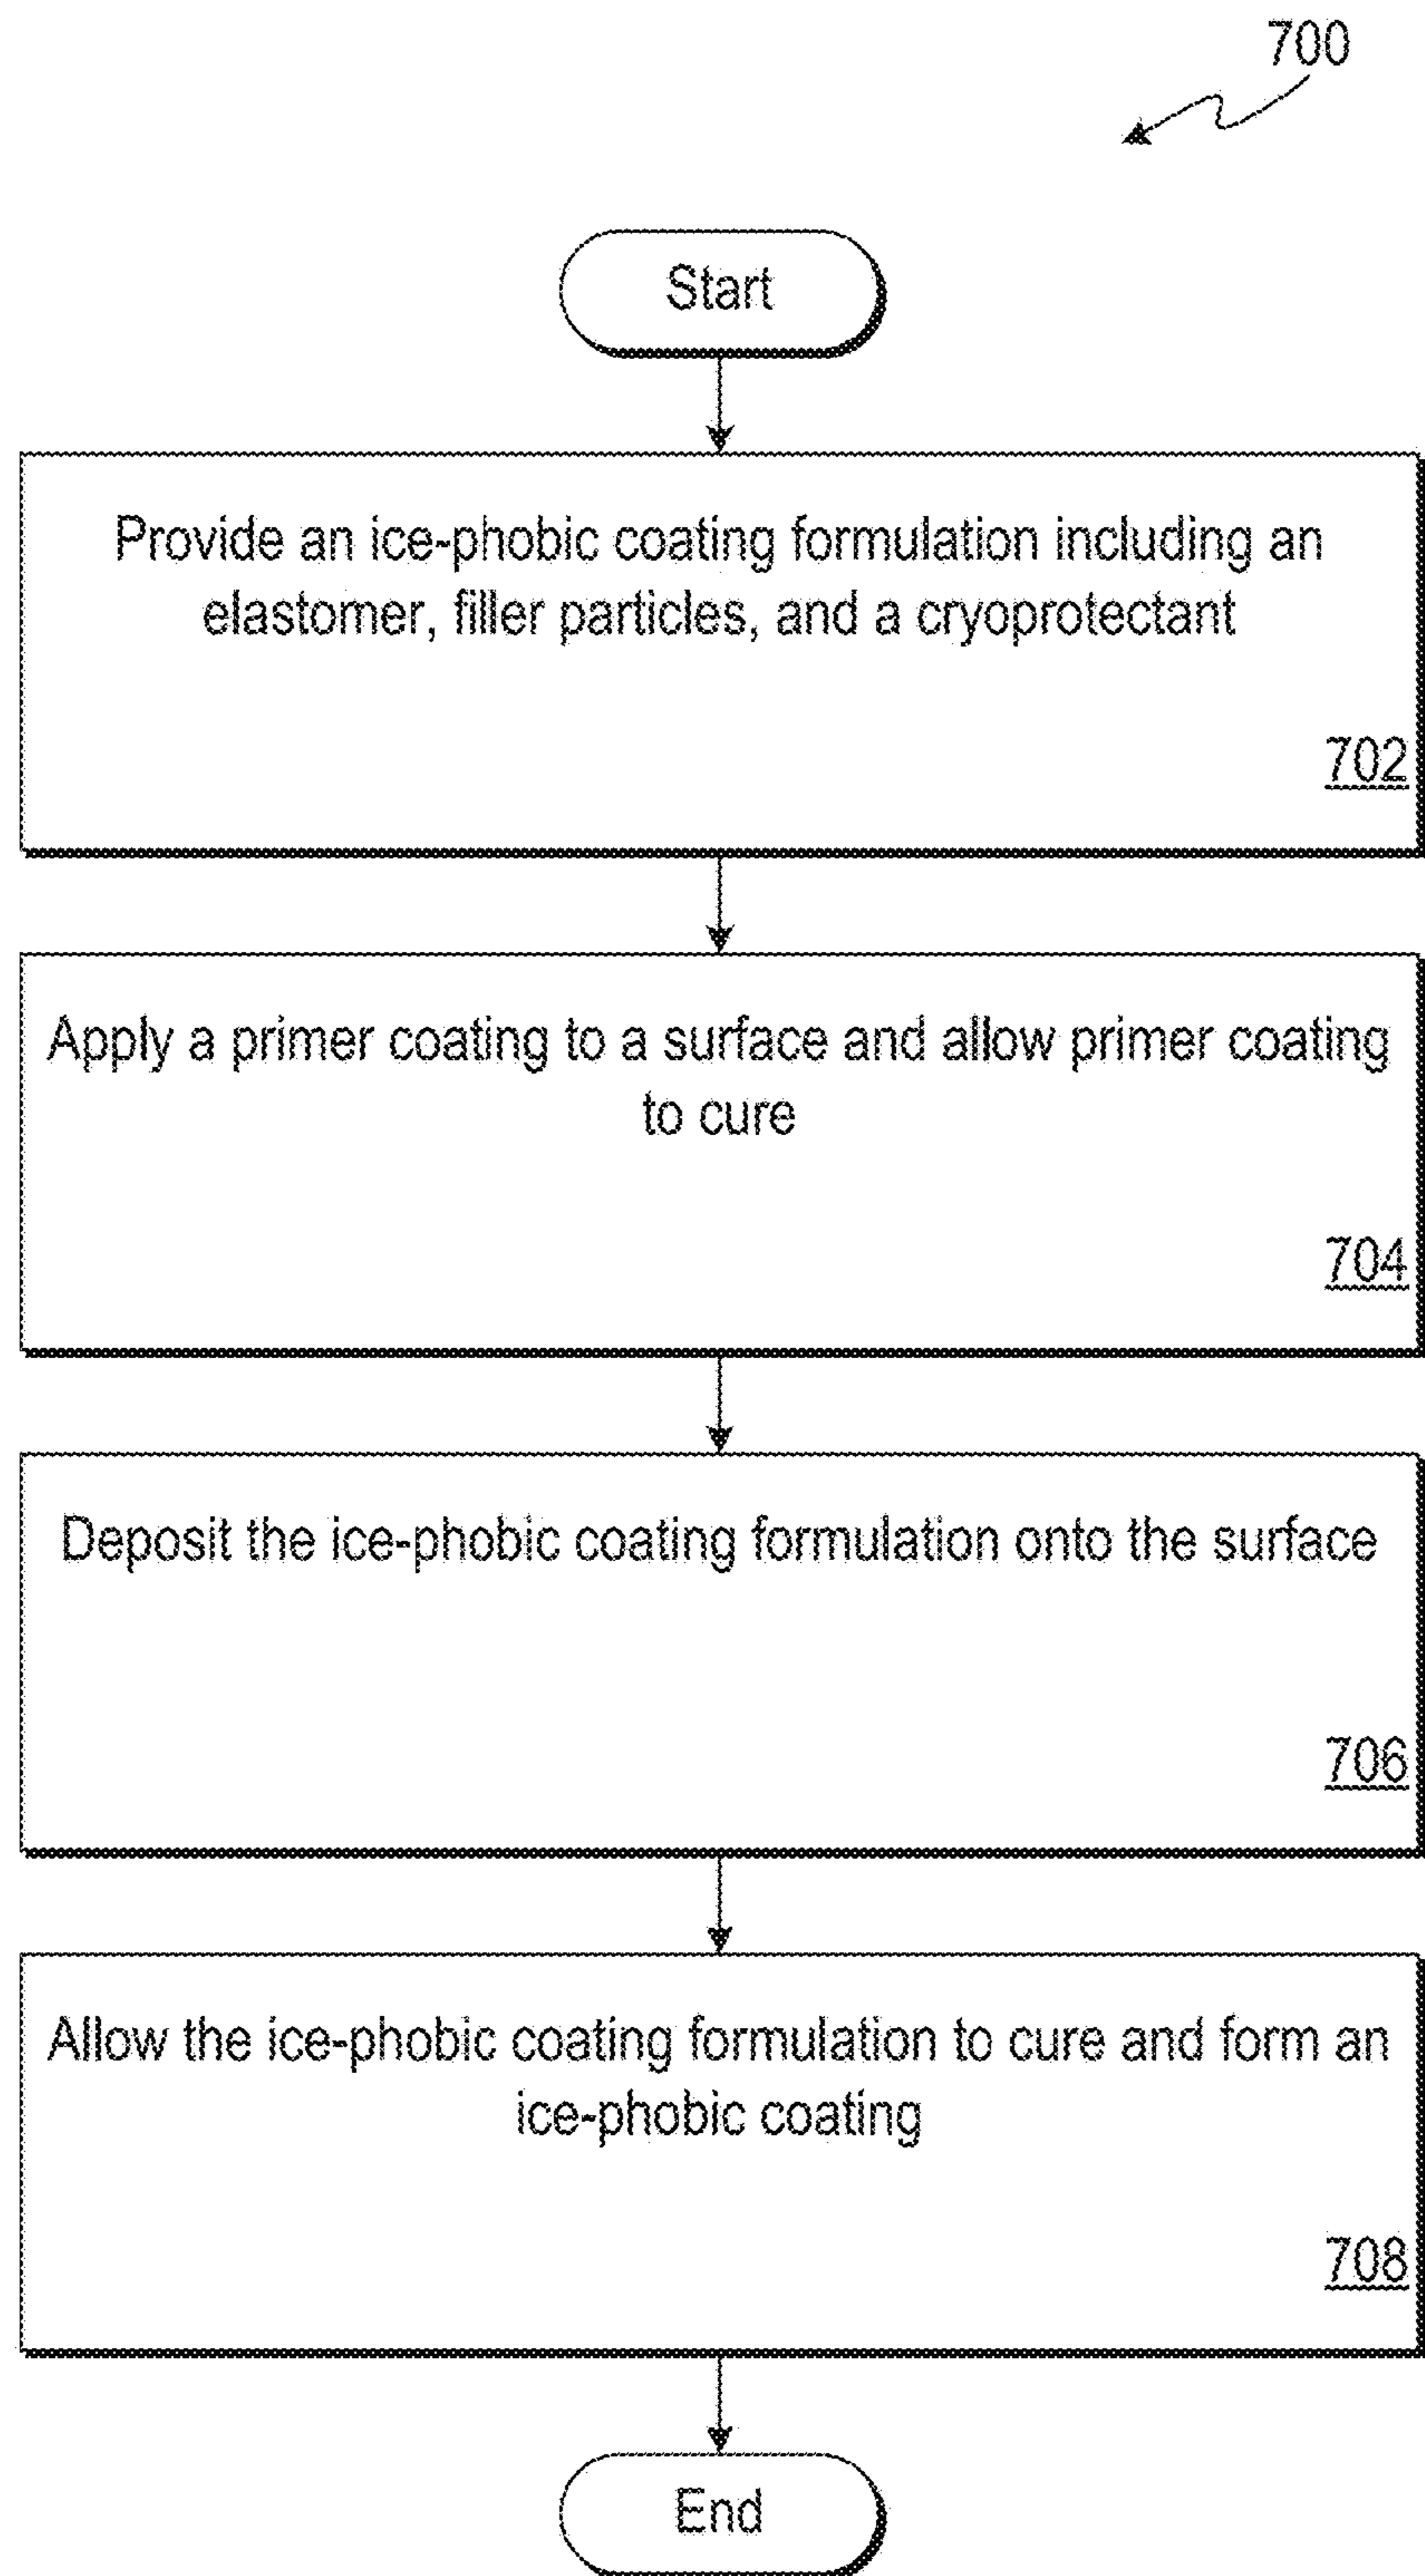 700
Start
Provide an ice-phobic coating formulation including an
elastomer, filler particles, and a cryoprotectant
702
Apply a primer coating to a surface and allow primer coating
to cure
704
Deposit the ice-phobic coating formulation onto the surface
706
Allow the ice-phobic coating formulation to cure and form an
ice-phobic coating
708
End